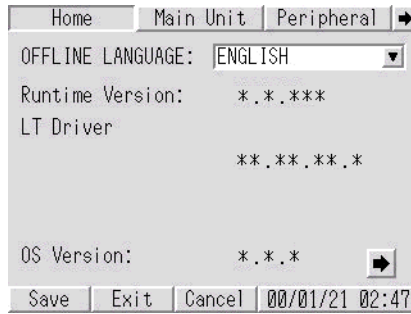 Home Main Unit Peripheral
OFFLINE LANGUAGE: ENGLISH
Runtime Version: *.*.***
LT Driver
**.**.**.*
OS Version: *.*.*
Save Exit Cancel 00/01/21 02:47